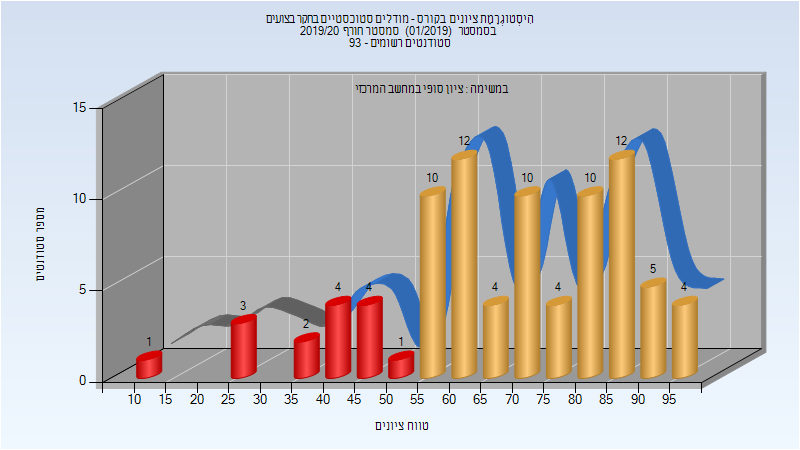 היסטוגרמת ציונים בקורס - מודלים סטוכסטיים בחקר בצועים
בסמסטר (01/2019) סמסטר חורף 2019/20
סטודנטים רשומים - 93
במשימה : ציון סופי במחשב המרכזי
מספר סטודנטים
15
10
5
0
1
3
2
4
4
1
10
12
4
10
4
10
12
5
4
10 15 20 25 30 35 40 45 50 55 60 65 70 75 80 85 90 95
טווח ציונים